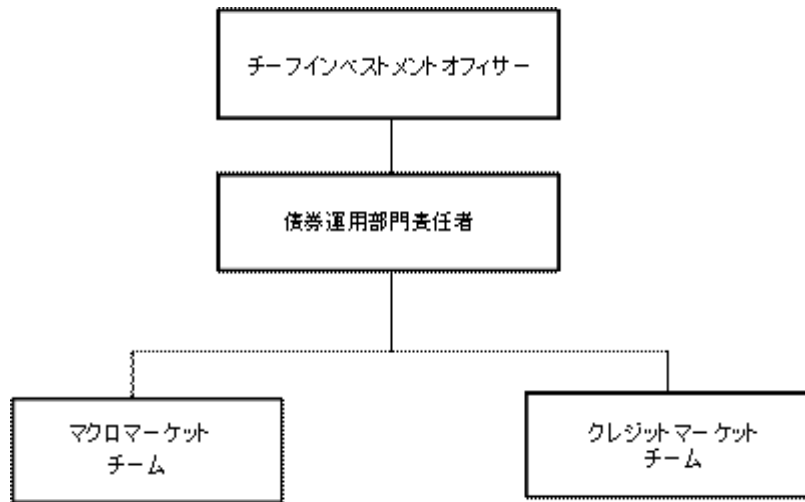 チーフインベストメントオフィサー
債券運用部門責任者
マクロマーケット
チーム
クレジットマーケット
チーム